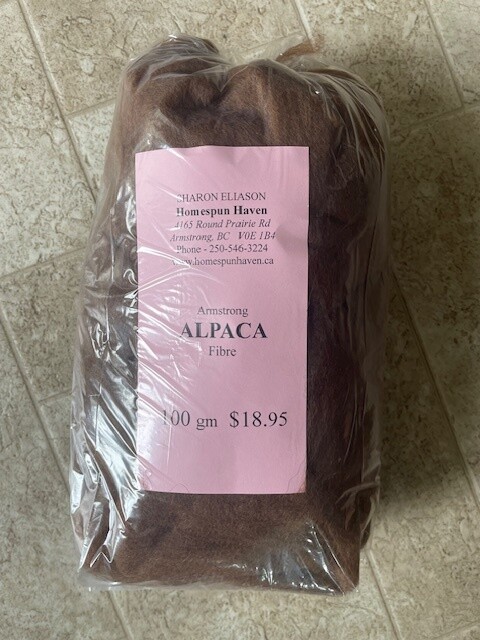 SHARON ELIASON
Homespun Haven
4165 Round Prairie Rd
Armstrong, BC V0E 1B4
Phone - 250-546-3224
www.homespunhaven.ca
Armstrong
ALPACA
Fibre
100 gm $18.95